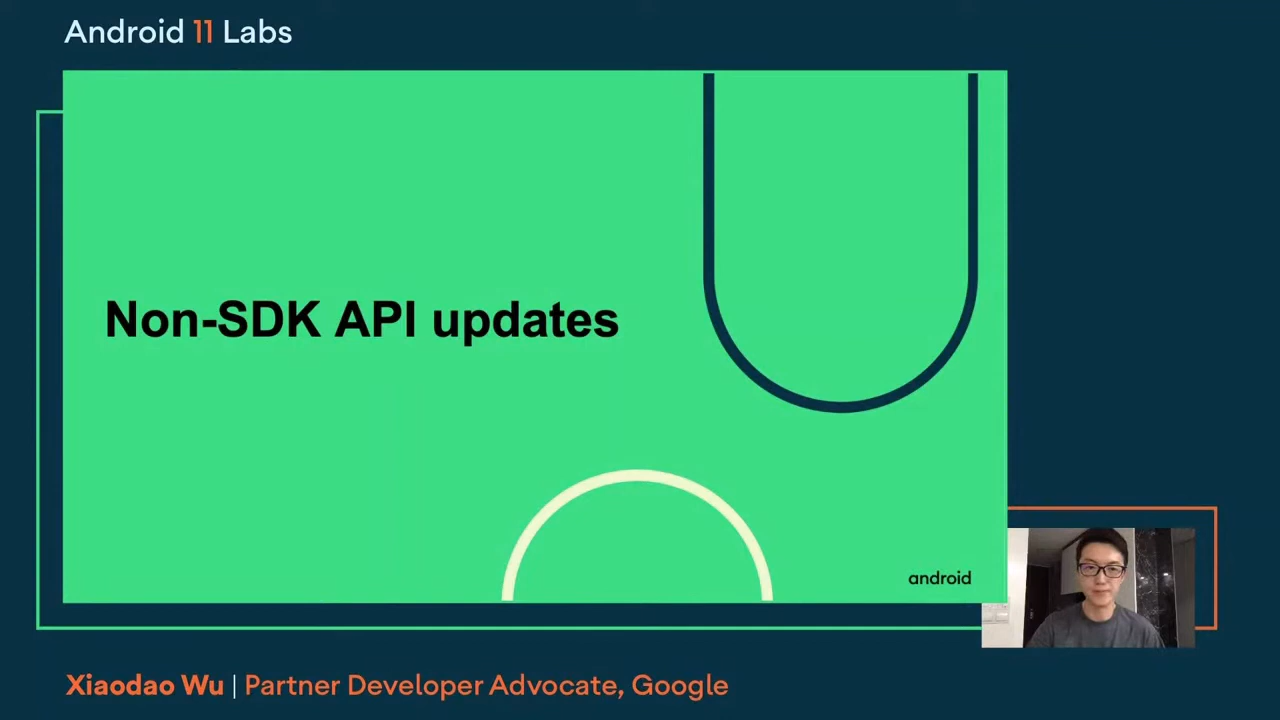 Android 11 Labs
Non-SDK API updates
android
Xiaodao Wu | Partner Developer Advocate, Google